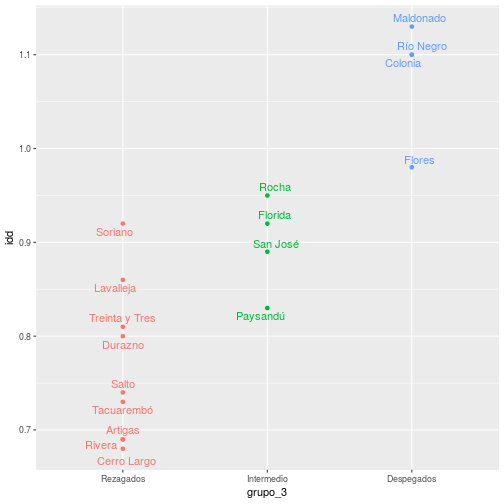 Maldonado
Río Negro
Colonia
Flores
Rocha
Florida
San José
Paysandú
Soriano
Lavalleja
Treinta y Tres
Durazno
Salto
Tacuarembó
Artigas
Rivera
Cerro Largo
1.1
1.0
0.9
0.8
0.7
idd
Rezagados Intermedio Despegados
grupo_3